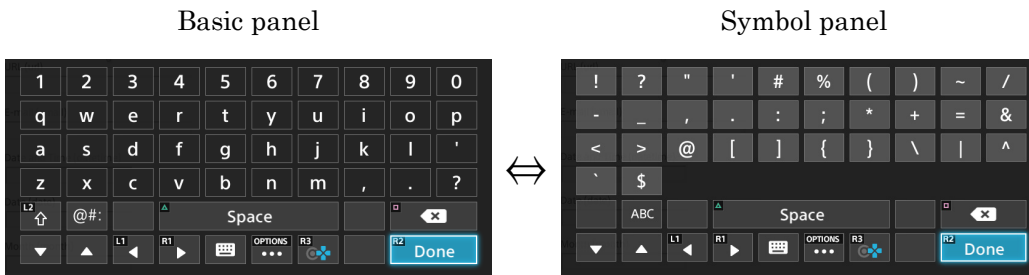 Basic panel Symbol panel
1 2 3 4 5 6 7 8 9 0
q w e r t y u i o p
a s d f g h j k l '
z x c v b n m , . ?
L2 @#: Space
L1 R1 OPTIONS R3 R2 Done
! ? " ' # % ( ) ~ /
- _ , . : ; * + = &
< > @ [ ] { } \ | ^
` $
ABC Space
L1 R1 OPTIONS R3 R2 Done